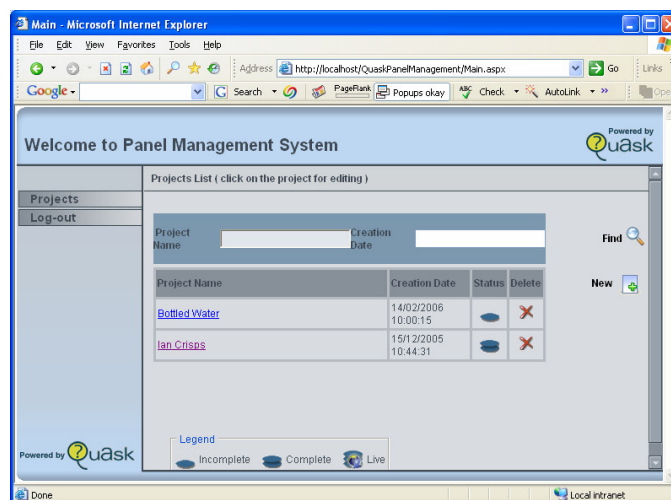 Main - Microsoft Internet Explorer
File Edit View Favorites Tools Help
Address http://localhost/QuaskPanelManagement/Main.aspx Go Links
Google Search PageRank Popups okay ABC Check AutoLink » Ope
Welcome to Panel Management System
Powered by
Quask
Projects List ( click on the project for editing )
Projects
Log-out
Project Name
Creation Date
Find
Project Name Creation Date Status Delete
New
Bottled Water 14/02/2006 10:00:15
Ian Crisps 15/12/2005 10:44:31
Legend
Incomplete Complete Live
Powered by Quask
Done Local intranet